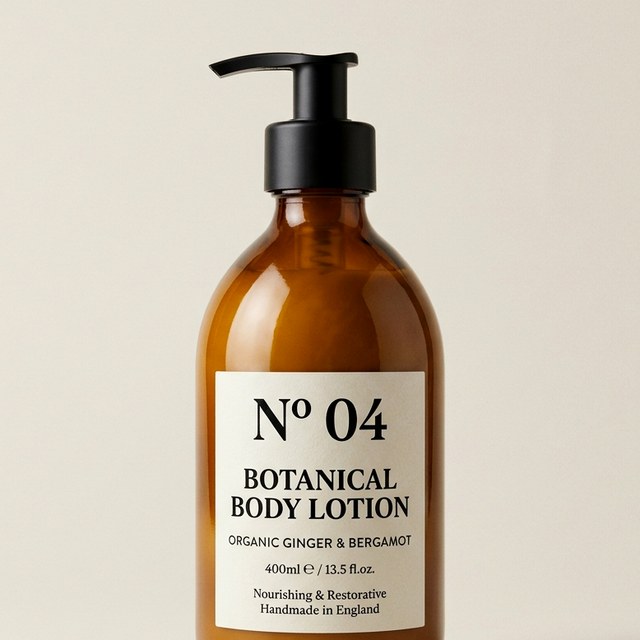 Nº 04
BOTANICAL
BODY LOTION
ORGANIC GINGER & BERGAMOT
400ml ℮ / 13.5 fl.oz.
Nourishing & Restorative
Handmade in England